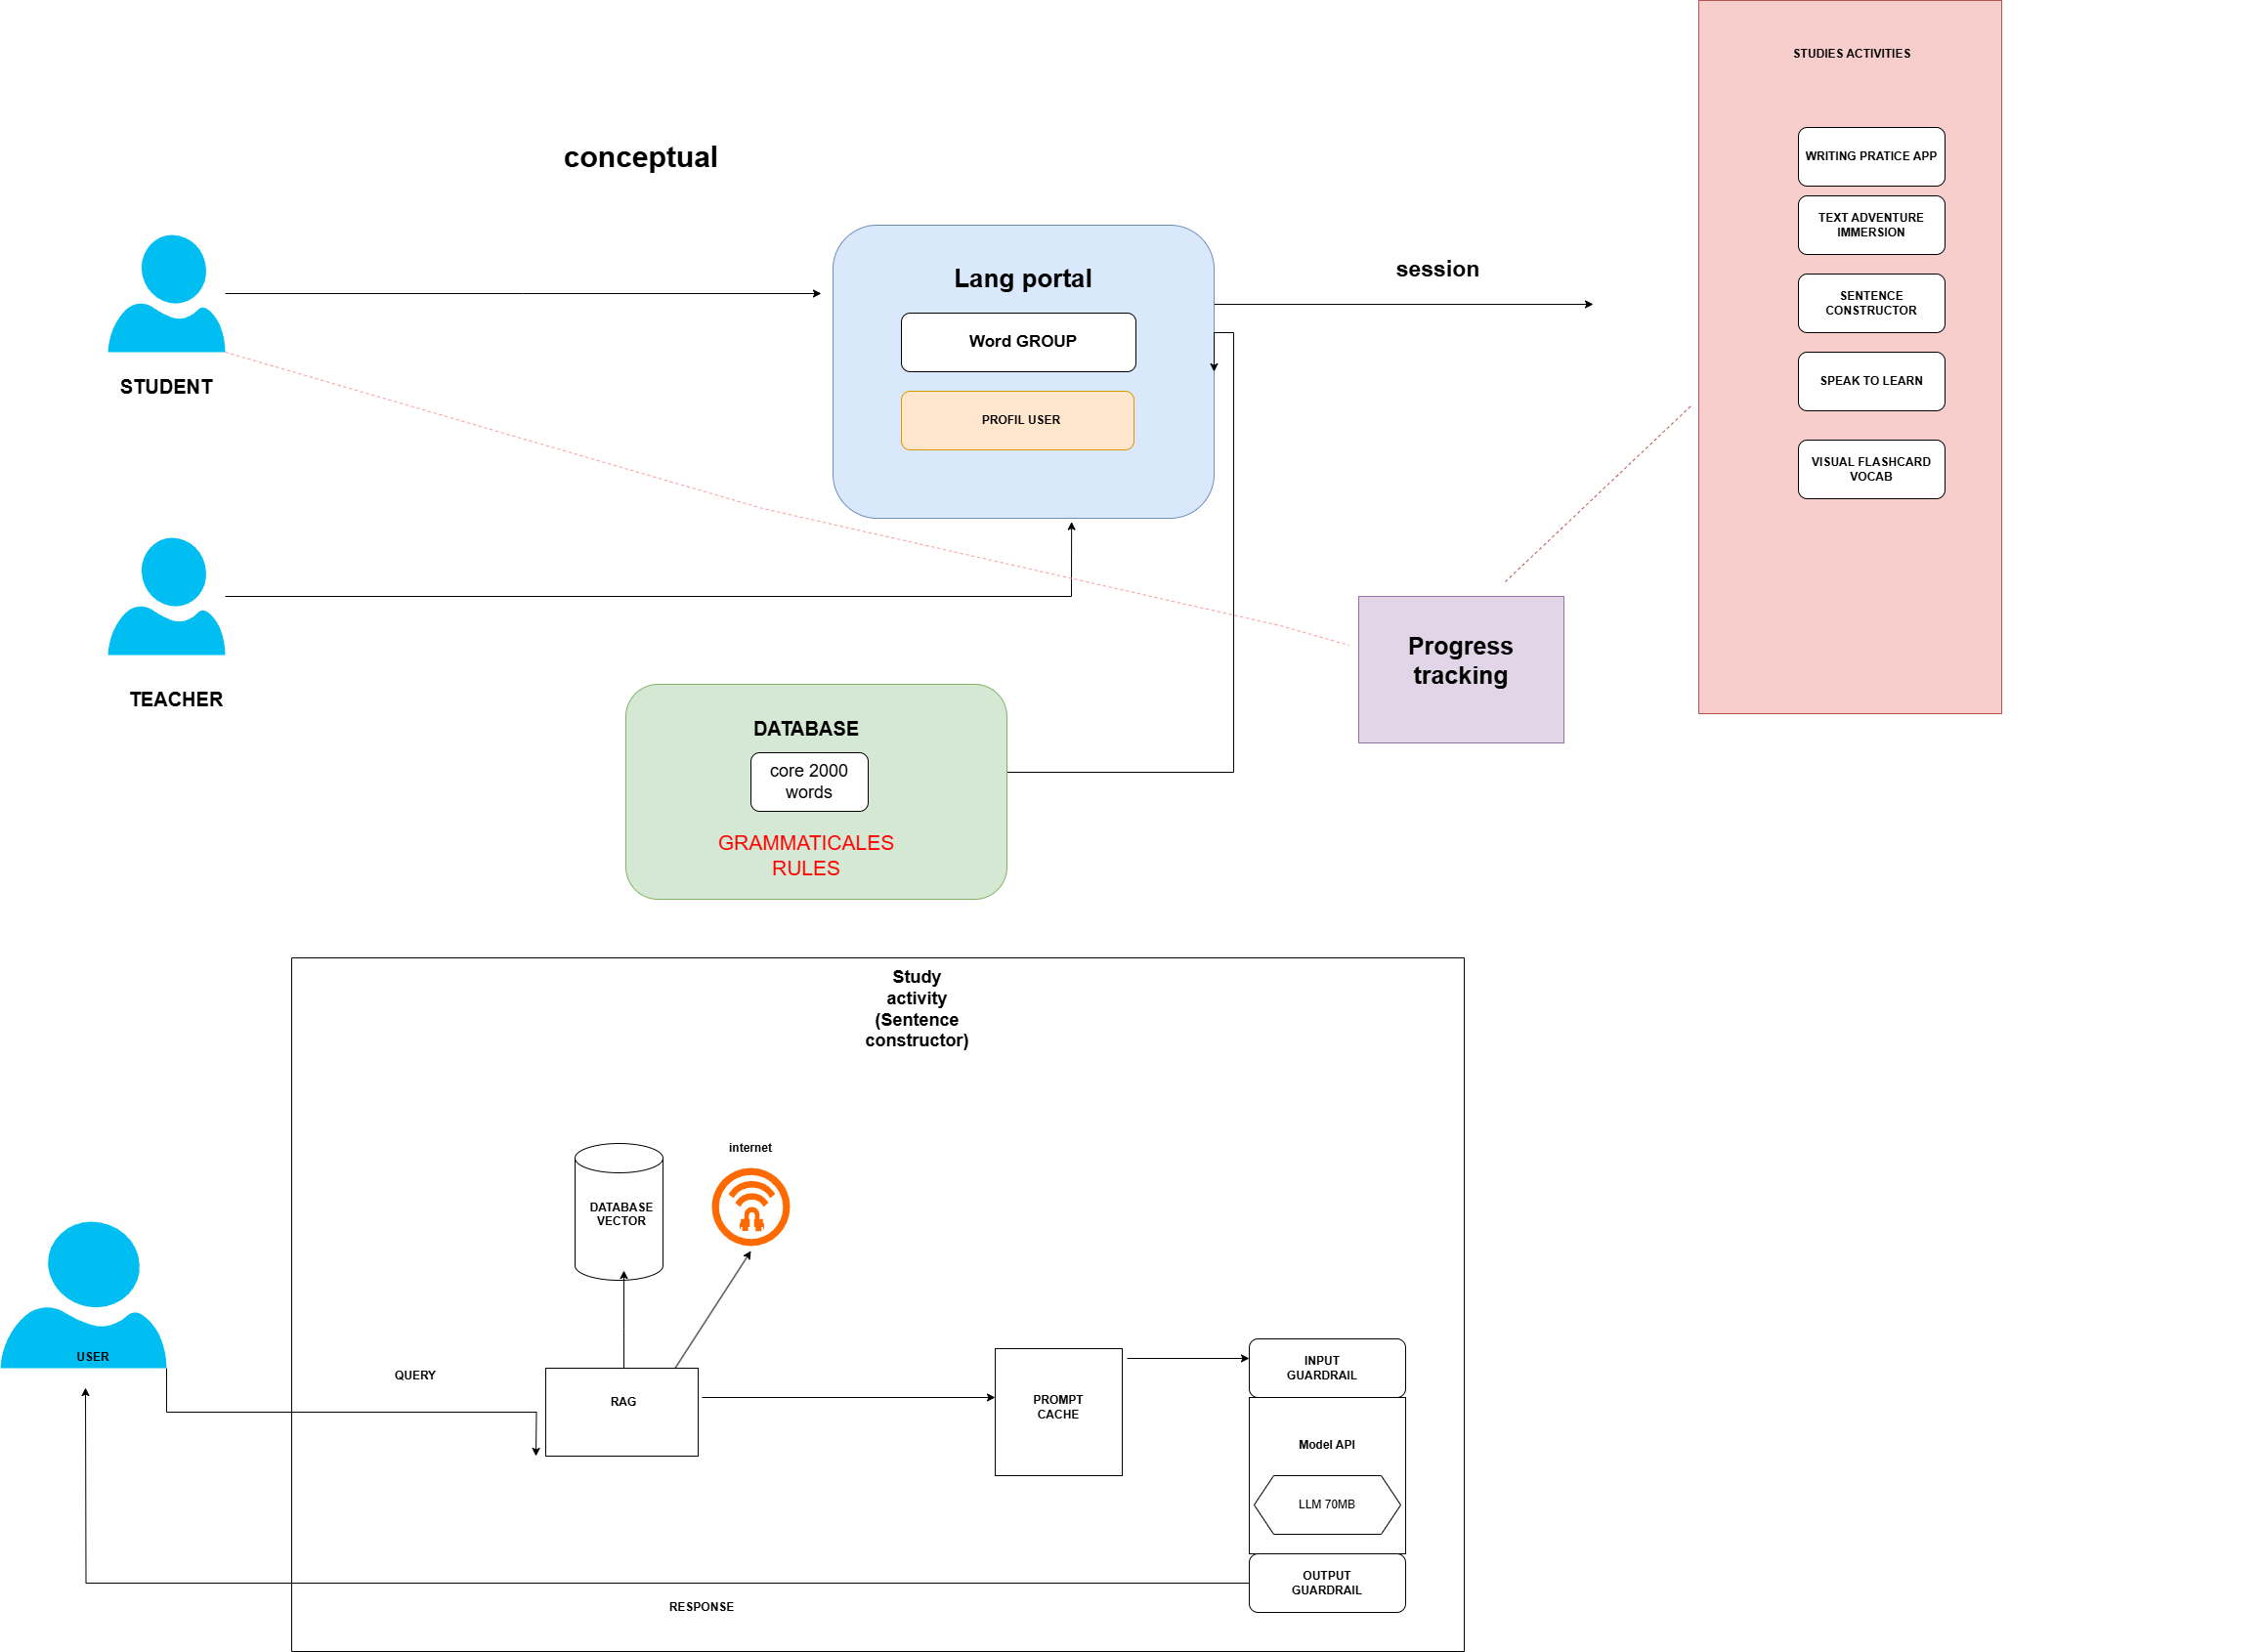 STUDIES ACTIVITIES
WRITING PRATICE APP
TEXT ADVENTURE
IMMERSION
SENTENCE
CONSTRUCTOR
SPEAK TO LEARN
VISUAL FLASHCARD
VOCAB
conceptual
Lang portal
Word GROUP
PROFIL USER
session
STUDENT
TEACHER
Progress
tracking
DATABASE
core 2000
words
GRAMMATICALES
RULES
Study
activity
(Sentence
constructor)
internet
DATABASE
VECTOR
USER
QUERY
RAG
PROMPT
CACHE
INPUT
GUARDRAIL
Model API
LLM 70MB
OUTPUT
GUARDRAIL
RESPONSE